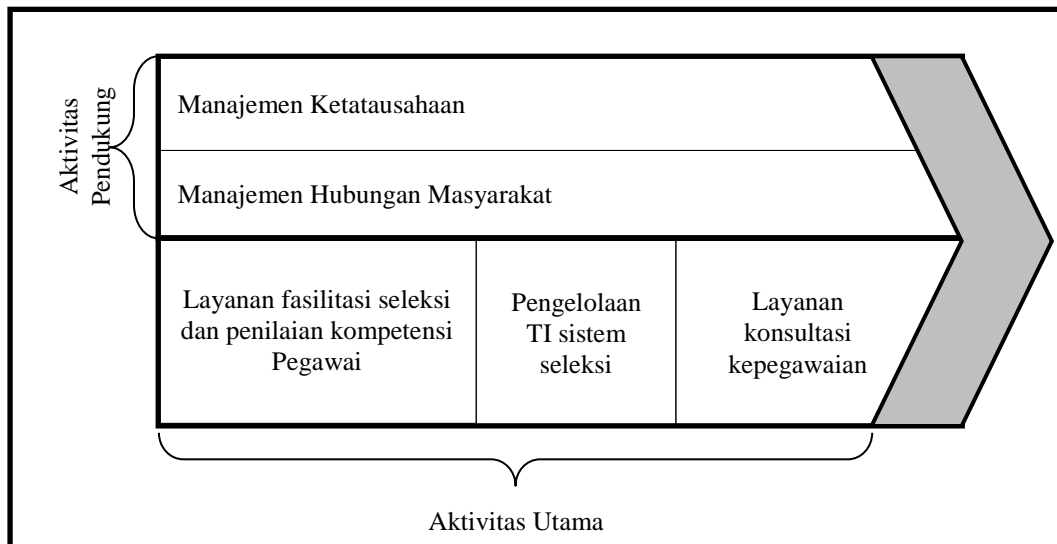 Aktivitas
Pendukung
Manajemen Ketatausahaan
Manajemen Hubungan Masyarakat
Layanan fasilitasi seleksi
dan penilaian kompetensi
Pegawai
Pengelolaan
TI sistem
seleksi
Layanan
konsultasi
kepegawaian
Aktivitas Utama